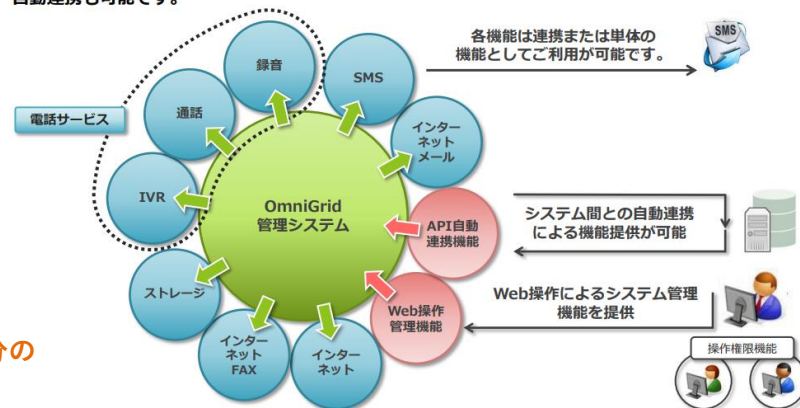 自動連携も可能です。
各機能は連携または単体の
機能としてご利用が可能です。
SMS
録音
SMS
通話
電話サービス
インター
ネット
メール
IVR
OmniGrid
管理システム
API自動
連携機能
システム間との自動連携
による機能提供が可能
ストレージ
Web操作
管理機能
Web操作によるシステム管理
機能を提供
インター
ネット
FAX
インター
ネット
分の
操作権限機能